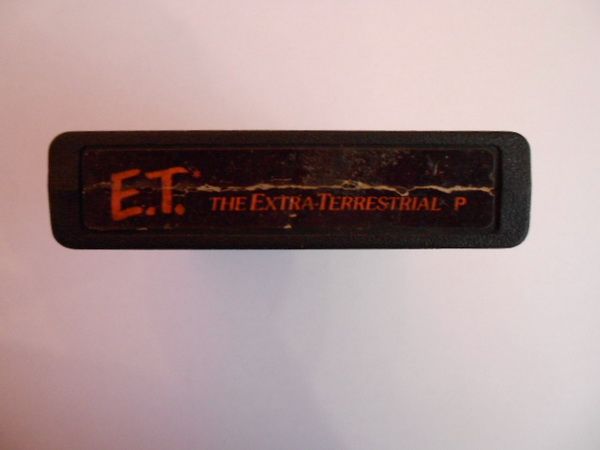 E.T.* THE EXTRA-TERRESTRIAL P